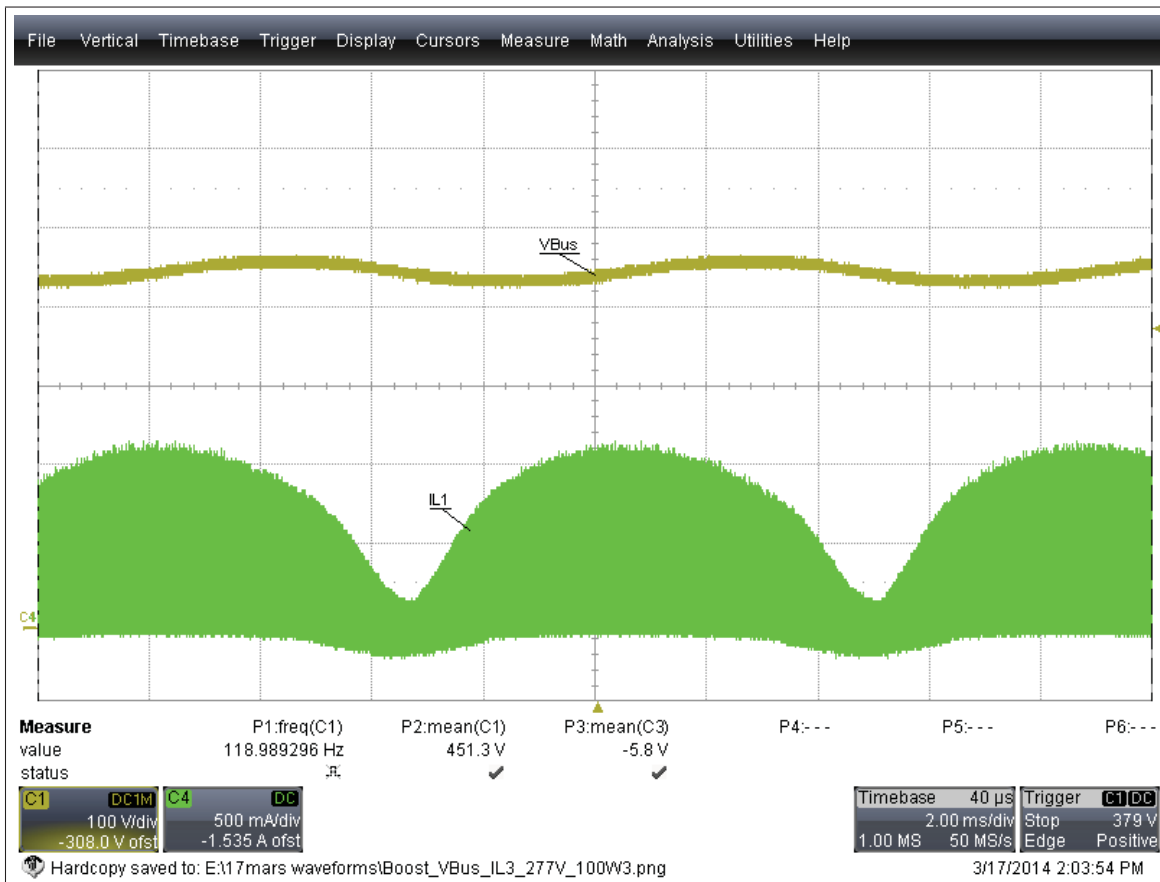 File Vertical Timebase Trigger Display Cursors Measure Math Analysis Utilities Help
VBus
IL1
C4
Measure P1:freq(C1) P2:mean(C1) P3:mean(C3) P4:- - - P5:- - - P6:- - -
value 118.989296 Hz 451.3 V -5.8 V
status
C1 DC1M C4 DC Timebase 40 µs Trigger C1 DC
100 V/div 500 mA/div 2.00 ms/div Stop 379 V
-308.0 V ofst -1.535 A ofst 1.00 MS 50 MS/s Edge Positive
Hardcopy saved to: E:\17mars waveforms\Boost_VBus_IL3_277V_100W3.png 3/17/2014 2:03:54 PM